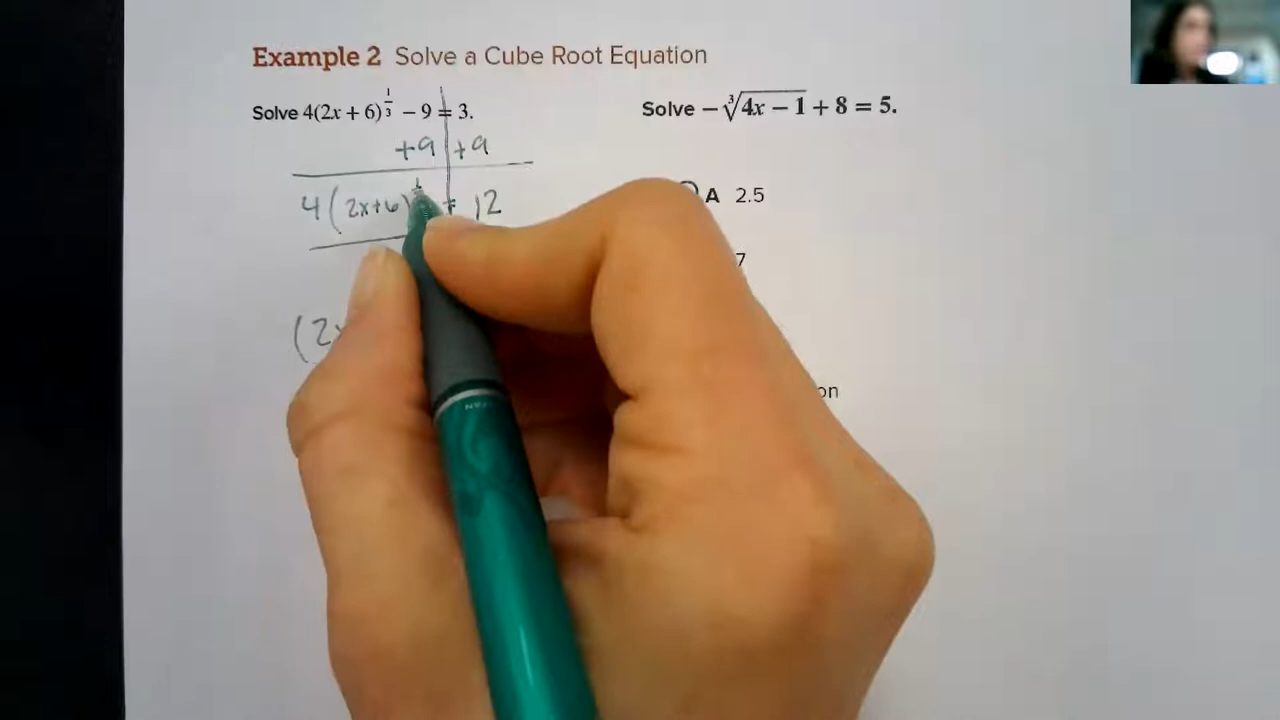 Example 2 Solve a Cube Root Equation
Solve 4(2x + 6)^(1/3) − 9 = 3.
+9 +9
4(2x+6) = 12
(2x
Solve −∛(4x − 1) + 8 = 5.
A 2.5
7
on